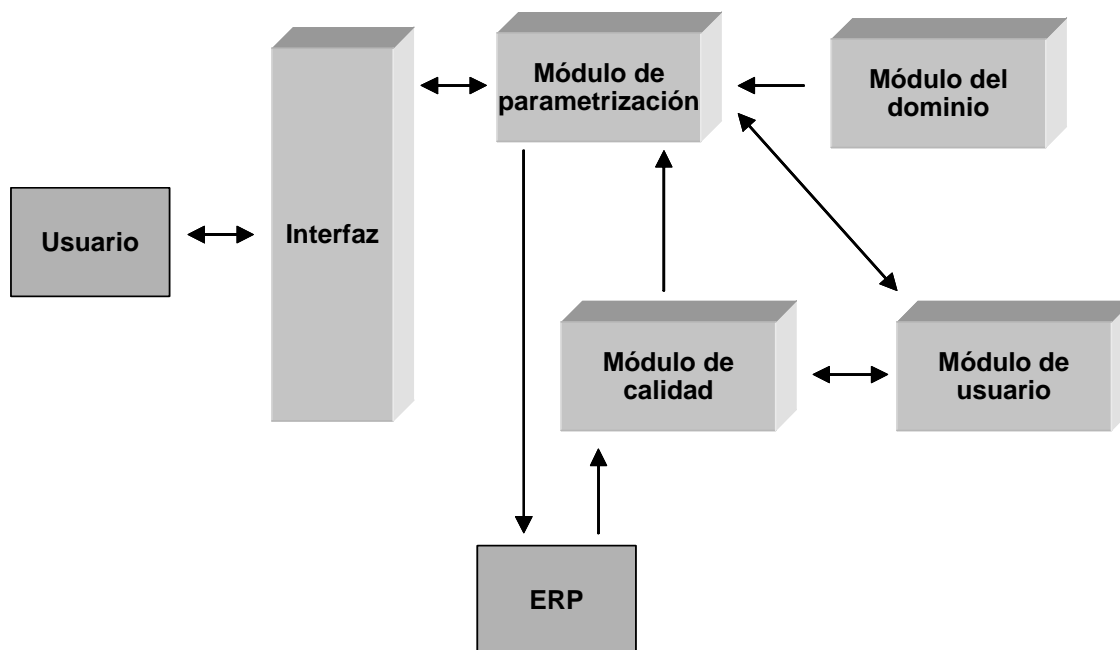 Módulo de
parametrización
Módulo del
dominio
Usuario
Interfaz
Módulo de
calidad
Módulo de
usuario
ERP